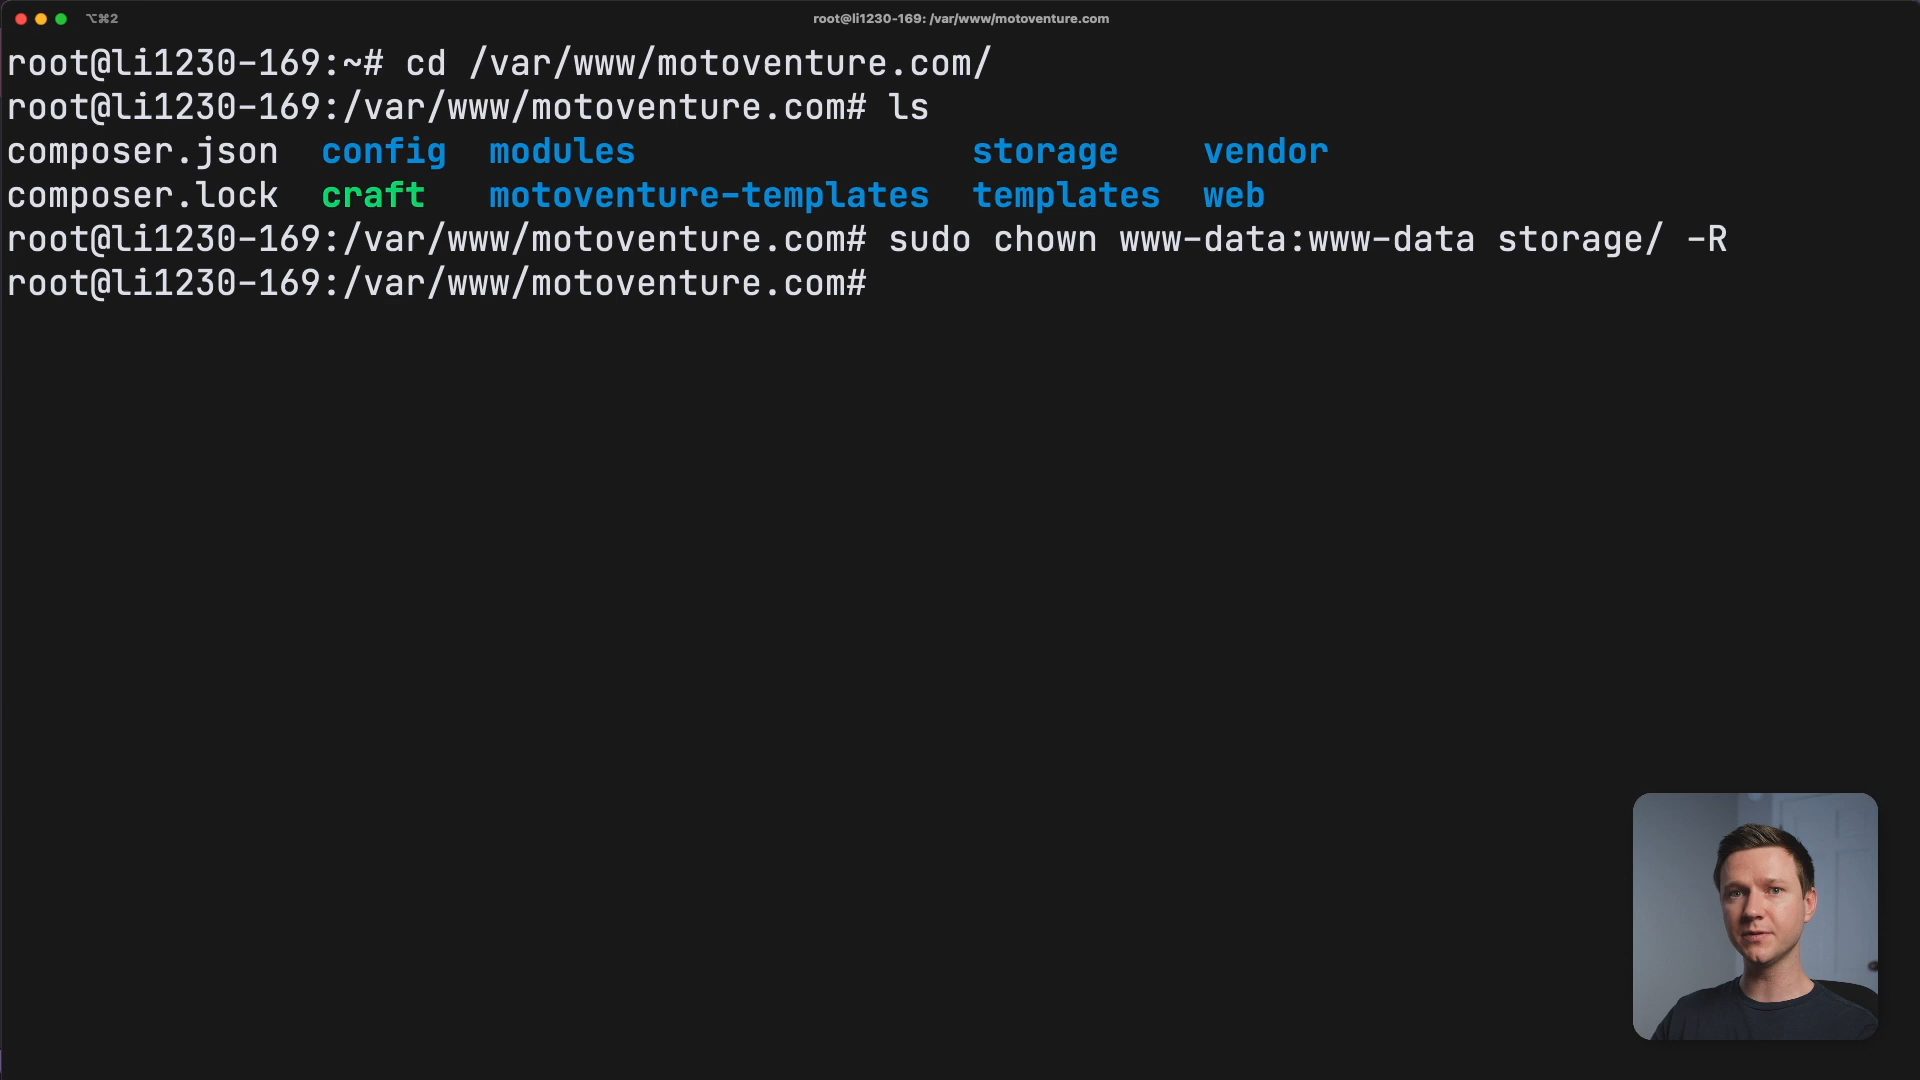 ⌥⌘2
root@li1230-169: /var/www/motoventure.com
root@li1230-169:~# cd /var/www/motoventure.com/
root@li1230-169:/var/www/motoventure.com# ls
composer.json config modules storage vendor
composer.lock craft motoventure-templates templates web
root@li1230-169:/var/www/motoventure.com# sudo chown www-data:www-data storage/ -R
root@li1230-169:/var/www/motoventure.com#